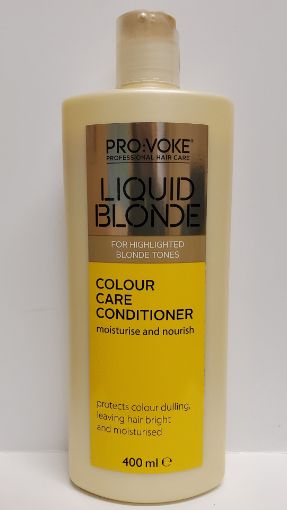 PRO:VOKE®
PROFESSIONAL HAIR CARE
LIQUID
BLONDE
FOR HIGHLIGHTED
BLONDE TONES
COLOUR
CARE
CONDITIONER
moisturise and nourish
protects colour dulling,
leaving hair bright
and moisturised
400 ml ℮